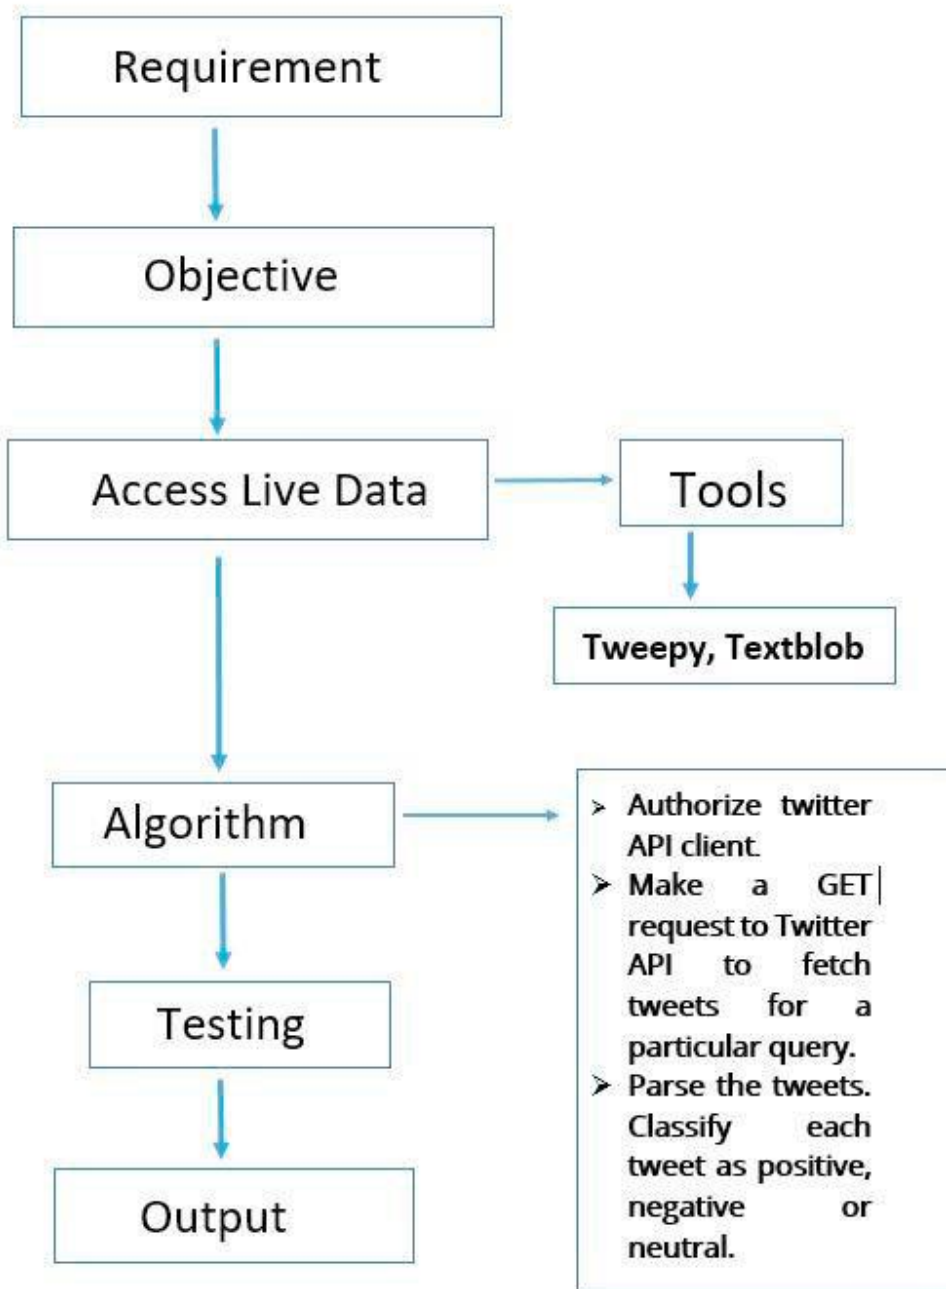 Requirement
Objective
Access Live Data
Tools
Tweepy, Textblob
Algorithm
➢ Authorize twitter
API client.
➢ Make a GET
request to Twitter
API to fetch
tweets for a
particular query.
➢ Parse the tweets.
Classify each
tweet as positive,
negative or
neutral.
Testing
Output